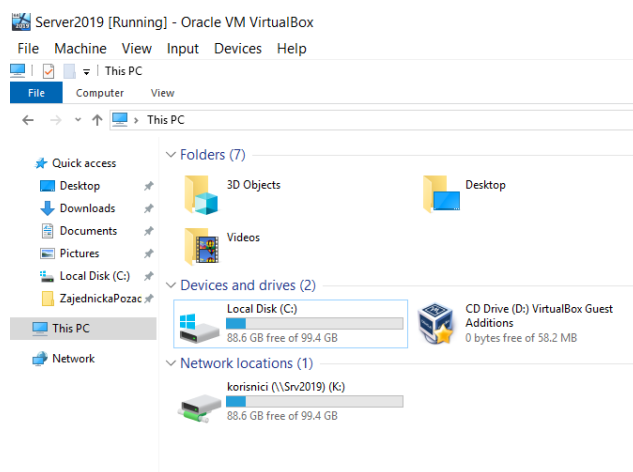 Server2019 [Running] - Oracle VM VirtualBox
File Machine View Input Devices Help
This PC
File Computer View
This PC
Quick access
Desktop
Downloads
Documents
Pictures
Local Disk (C:)
ZajednickaPozac
This PC
Network
Folders (7)
3D Objects
Desktop
Videos
Devices and drives (2)
Local Disk (C:)
88.6 GB free of 99.4 GB
CD Drive (D:) VirtualBox Guest
Additions
0 bytes free of 58.2 MB
Network locations (1)
korisnici (\\Srv2019) (K:)
88.6 GB free of 99.4 GB